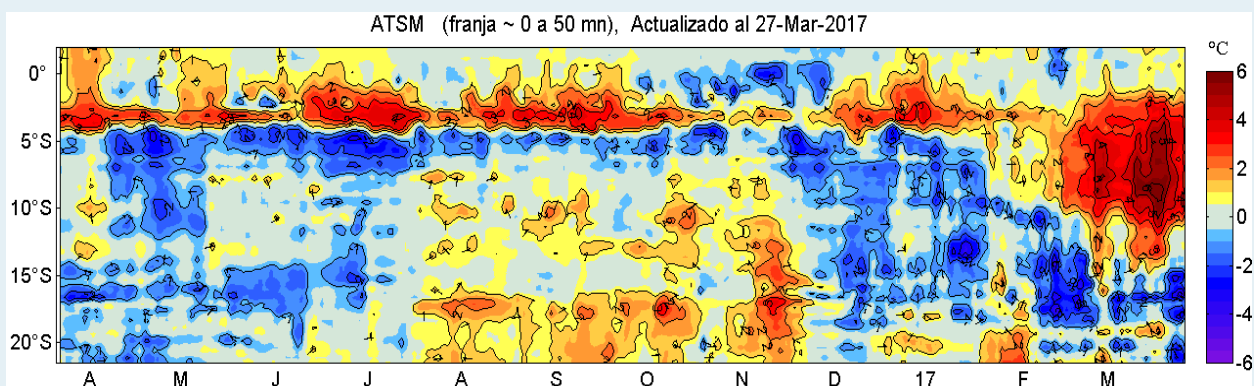 ATSM (franja ~ 0 a 50 mn), Actualizado al 27-Mar-2017
°C
0°
5°S
10°S
15°S
20°S
6
4
2
0
-2
-4
-6
A M J J A S O N D 17 F M